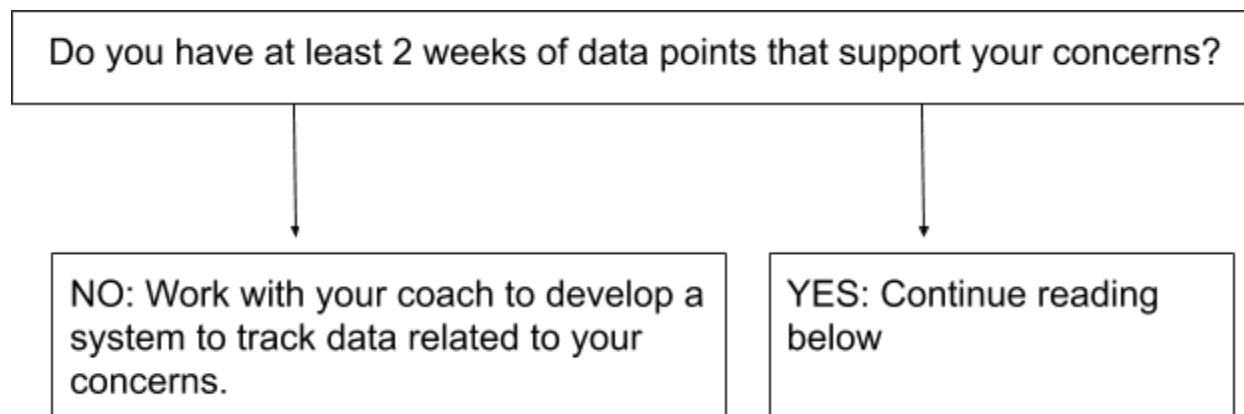 Do you have at least 2 weeks of data points that support your concerns?
NO: Work with your coach to develop a
system to track data related to your
concerns.
YES: Continue reading
below